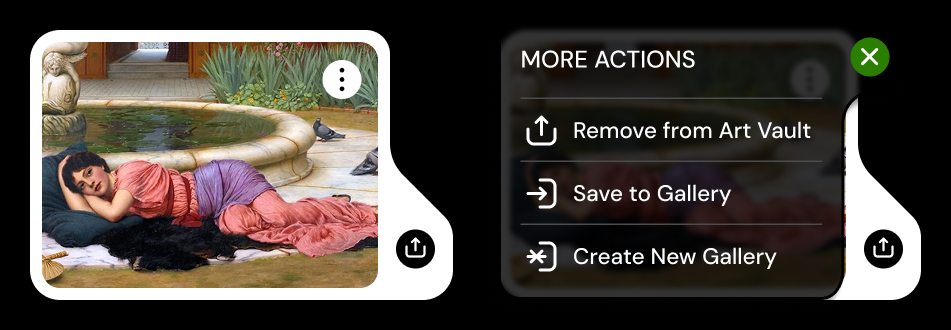 MORE ACTIONS
Remove from Art Vault
Save to Gallery
Create New Gallery